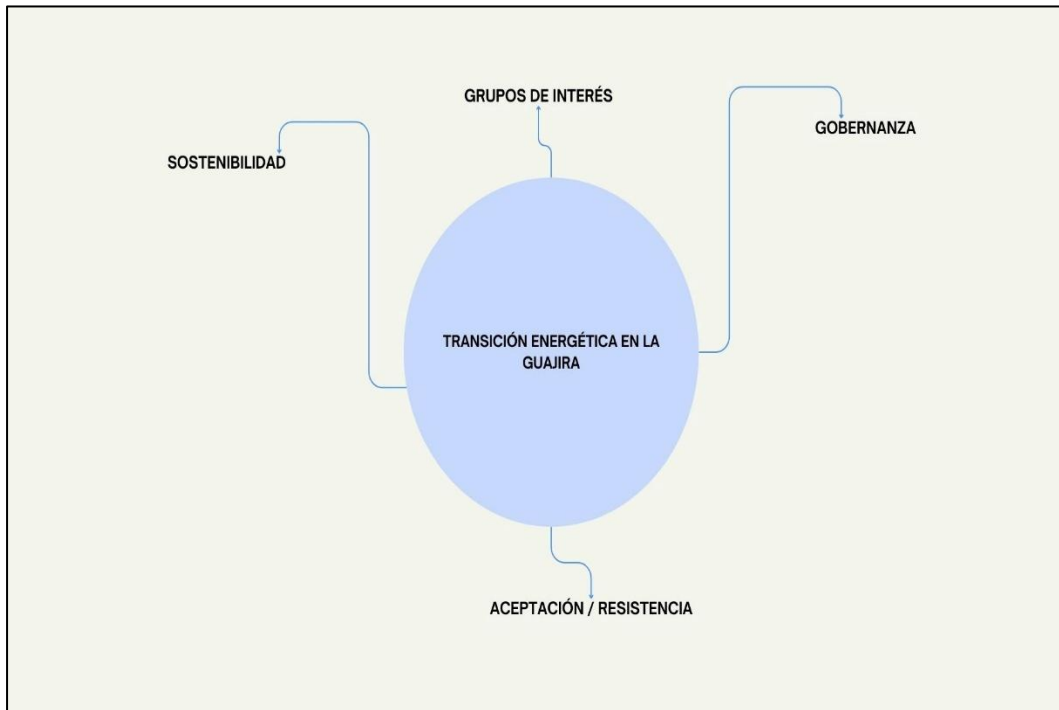 GRUPOS DE INTERÉS
GOBERNANZA
SOSTENIBILIDAD
TRANSICIÓN ENERGÉTICA EN LA
GUAJIRA
ACEPTACIÓN / RESISTENCIA